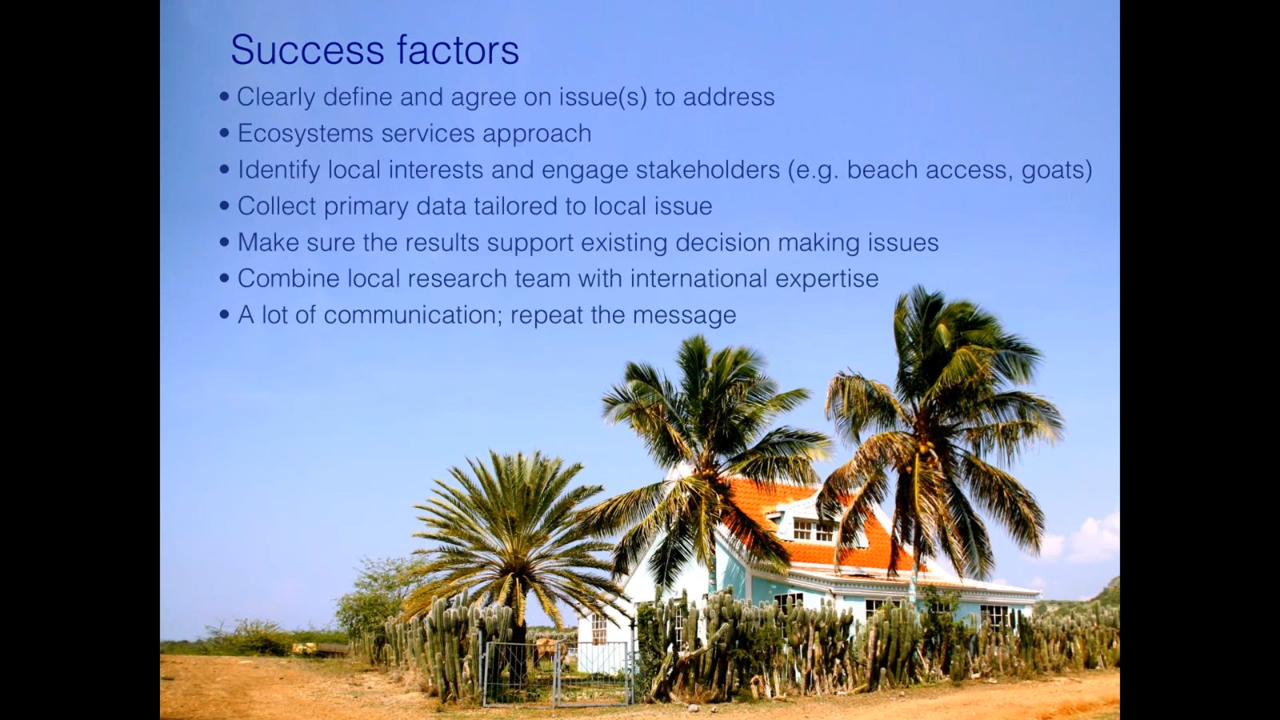 Success factors
• Clearly define and agree on issue(s) to address
• Ecosystems services approach
• Identify local interests and engage stakeholders (e.g. beach access, goats)
• Collect primary data tailored to local issue
• Make sure the results support existing decision making issues
• Combine local research team with international expertise
• A lot of communication; repeat the message